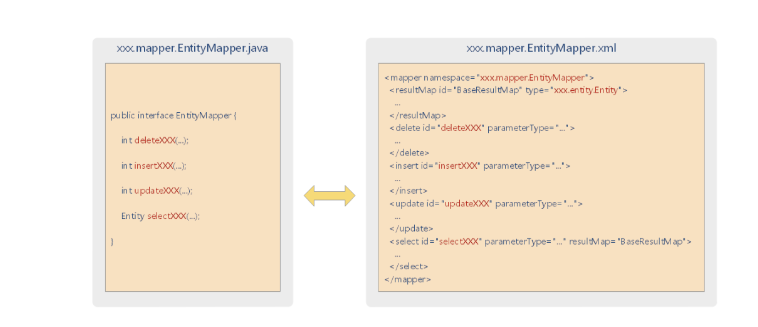 xxx.mapper.EntityMapper.java
public interface EntityMapper {
int deleteXXX(...);
int insertXXX(...);
int updateXXX(...);
Entity selectXXX(...);
}
xxx.mapper.EntityMapper.xml
<mapper namespace="xxx.mapper.EntityMapper">
<resultMap id="BaseResultMap" type="xxx.entity.Entity">
...
</resultMap>
<delete id="deleteXXX" parameterType="...">
...
</delete>
<insert id="insertXXX" parameterType="...">
...
</insert>
<update id="updateXXX" parameterType="...">
...
</update>
<select id="selectXXX" parameterType="..." resultMap="BaseResultMap">
...
</select>
</mapper>